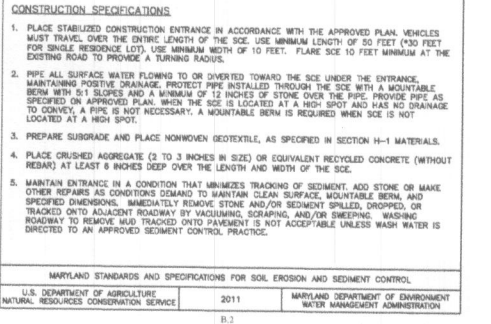 CONSTRUCTION SPECIFICATIONS
1. PLACE STABILIZED CONSTRUCTION ENTRANCE IN ACCORDANCE WITH THE APPROVED PLAN. VEHICLES
MUST TRAVEL OVER THE ENTIRE LENGTH OF THE SCE. USE MINIMUM LENGTH OF 50 FEET (*30 FEET
FOR SINGLE RESIDENCE LOT). USE MINIMUM WIDTH OF 10 FEET. FLARE SCE 10 FEET MINIMUM AT THE
EXISTING ROAD TO PROVIDE A TURNING RADIUS.
2. PIPE ALL SURFACE WATER FLOWING TO OR DIVERTED TOWARD THE SCE UNDER THE ENTRANCE,
MAINTAINING POSITIVE DRAINAGE. PROTECT PIPE INSTALLED THROUGH THE SCE WITH A MOUNTABLE
BERM WITH 5:1 SLOPES AND A MINIMUM OF 12 INCHES OF STONE OVER THE PIPE. PROVIDE PIPE AS
SPECIFIED ON APPROVED PLAN. WHEN THE SCE IS LOCATED AT A HIGH SPOT AND HAS NO DRAINAGE
TO CONVEY, A PIPE IS NOT NECESSARY. A MOUNTABLE BERM IS REQUIRED WHEN SCE IS NOT
LOCATED AT A HIGH SPOT.
3. PREPARE SUBGRADE AND PLACE NONWOVEN GEOTEXTILE, AS SPECIFIED IN SECTION H-1 MATERIALS.
4. PLACE CRUSHED AGGREGATE (2 TO 3 INCHES IN SIZE) OR EQUIVALENT RECYCLED CONCRETE (WITHOUT
REBAR) AT LEAST 6 INCHES DEEP OVER THE LENGTH AND WIDTH OF THE SCE.
5. MAINTAIN ENTRANCE IN A CONDITION THAT MINIMIZES TRACKING OF SEDIMENT. ADD STONE OR MAKE
OTHER REPAIRS AS CONDITIONS DEMAND TO MAINTAIN CLEAN SURFACE, MOUNTABLE BERM, AND
SPECIFIED DIMENSIONS. IMMEDIATELY REMOVE STONE AND/OR SEDIMENT SPILLED, DROPPED, OR
TRACKED ONTO ADJACENT ROADWAY BY VACUUMING, SCRAPING, AND/OR SWEEPING. WASHING
ROADWAY TO REMOVE MUD TRACKED ONTO PAVEMENT IS NOT ACCEPTABLE UNLESS WASH WATER IS
DIRECTED TO AN APPROVED SEDIMENT CONTROL PRACTICE.
MARYLAND STANDARDS AND SPECIFICATIONS FOR SOIL EROSION AND SEDIMENT CONTROL
U.S. DEPARTMENT OF AGRICULTURE
NATURAL RESOURCES CONSERVATION SERVICE
2011
MARYLAND DEPARTMENT OF ENVIRONMENT
WATER MANAGEMENT ADMINISTRATION
B.2